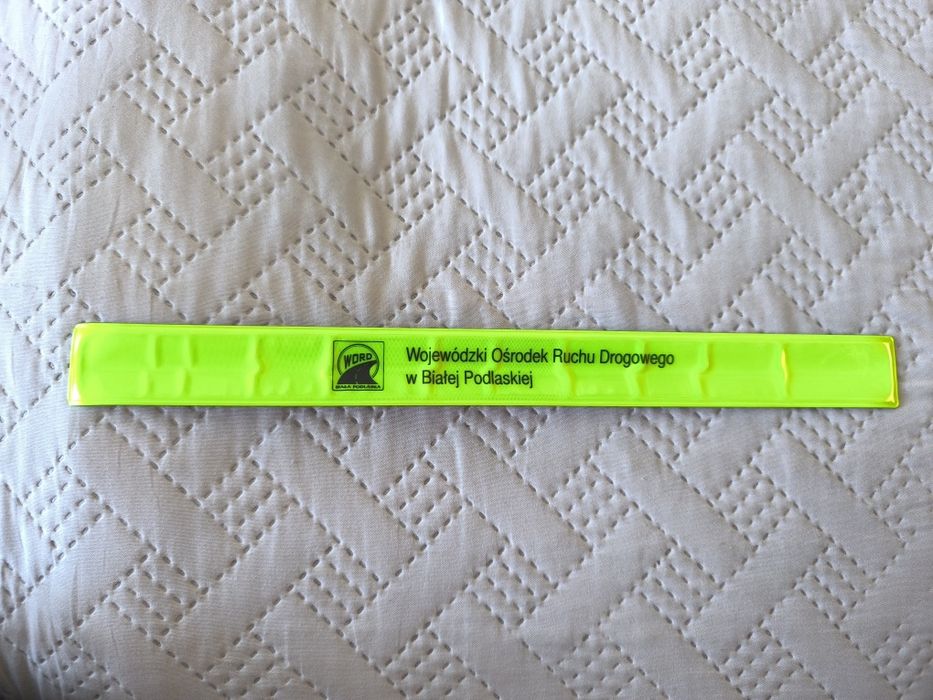 WORD
BIAŁA PODLASKA
Wojewódzki Ośrodek Ruchu Drogowego
w Białej Podlaskiej